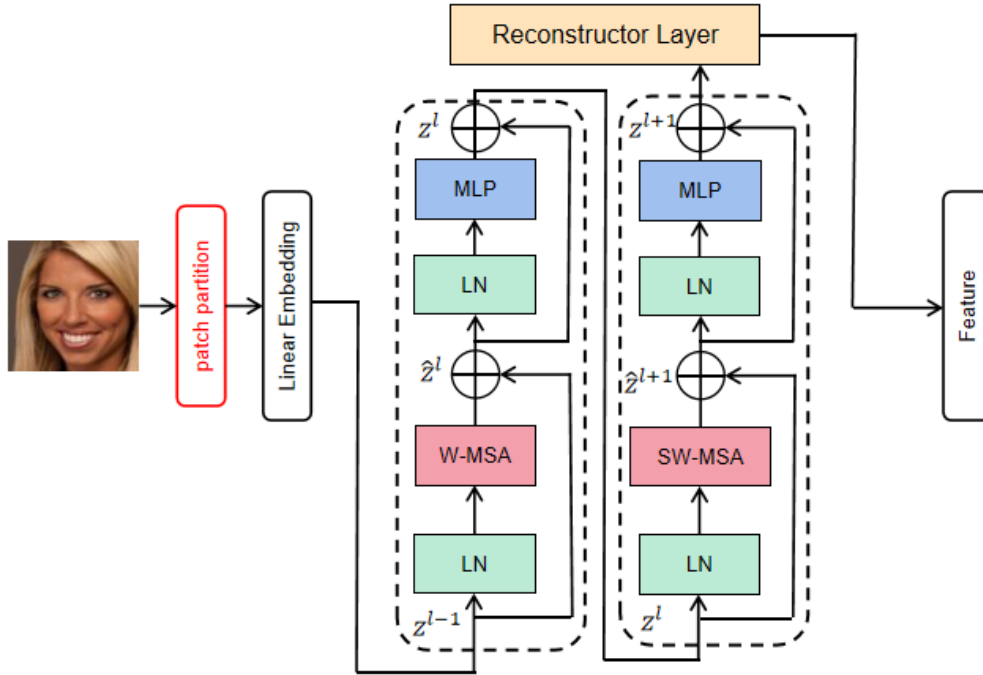 Reconstructor Layer
patch partition
Linear Embedding
z^l
MLP
LN
ẑ^l
W-MSA
LN
z^{l-1}
z^{l+1}
MLP
LN
ẑ^{l+1}
SW-MSA
LN
z^l
Feature